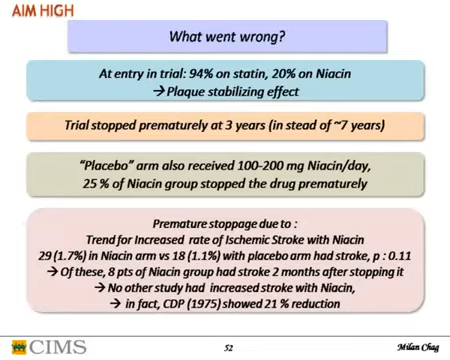 AIM HIGH
What went wrong?
At entry in trial: 94% on statin, 20% on Niacin
→Plaque stabilizing effect
Trial stopped prematurely at 3 years (in stead of ~7 years)
“Placebo” arm also received 100-200 mg Niacin/day,
25 % of Niacin group stopped the drug prematurely
Premature stoppage due to :
Trend for Increased rate of Ischemic Stroke with Niacin
29 (1.7%) in Niacin arm vs 18 (1.1%) with placebo arm had stroke, p : 0.11
→ Of these, 8 pts of Niacin group had stroke 2 months after stopping it
→ No other study had increased stroke with Niacin,
→ in fact, CDP (1975) showed 21 % reduction
CIMS
52
Milan Chag